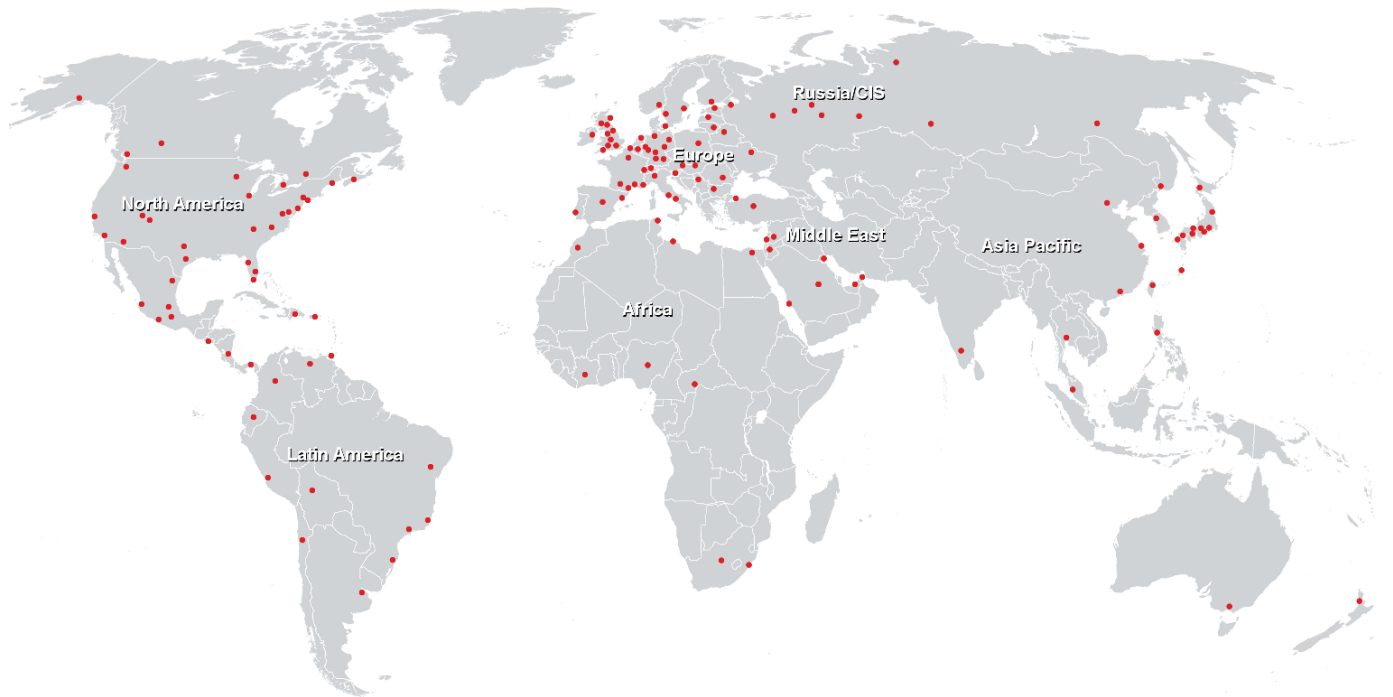 Russia/CIS
Europe
North America
Middle East
Asia Pacific
Africa
Latin America